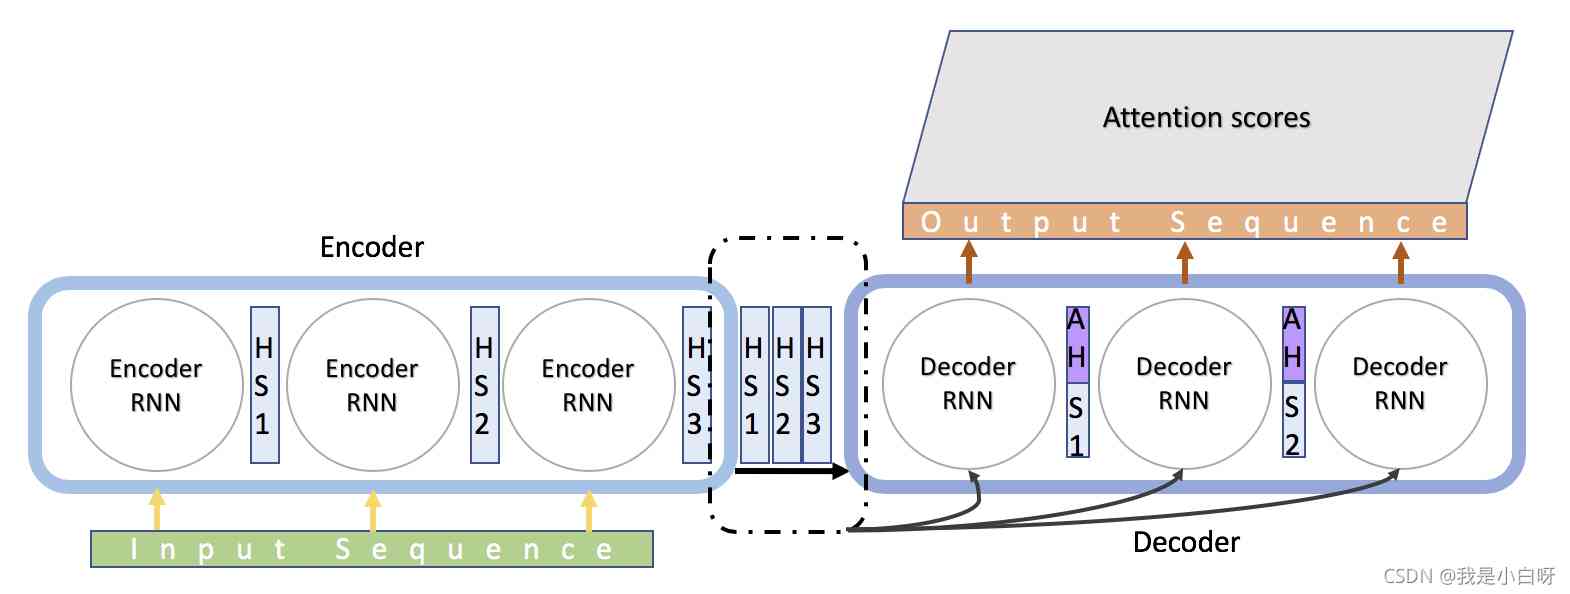 Attention scores
Output Sequence
Encoder
Encoder
RNN
HS1
Encoder
RNN
HS2
Encoder
RNN
HS3
HS1
HS2
HS3
Decoder
RNN
AHS1
Decoder
RNN
AHS2
Decoder
RNN
Input Sequence
Decoder
CSDN @我是小白呀